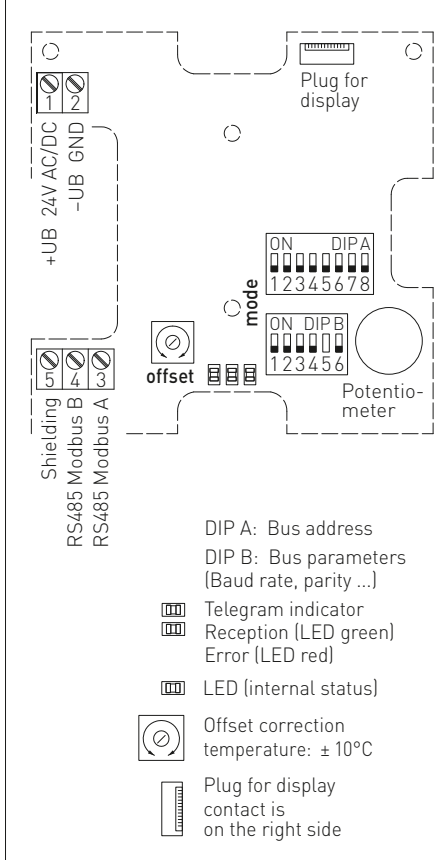 Plug for
display
1 2
+UB 24V AC/DC
–UB GND
ON DIP A
12345678
mode
ON DIP B
123456
offset
Potentio-
meter
5 4 3
Shielding
RS485 Modbus B
RS485 Modbus A
DIP A: Bus address
DIP B: Bus parameters
(Baud rate, parity ...)
Telegram indicator
Reception (LED green)
Error (LED red)
LED (internal status)
Offset correction
temperature: ± 10°C
Plug for display
contact is
on the right side